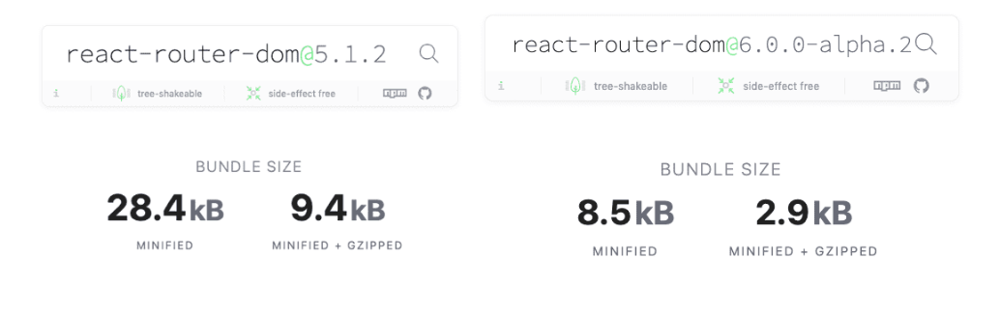 react-router-dom@5.1.2
i tree-shakeable side-effect free npm
BUNDLE SIZE
28.4kB 9.4kB
MINIFIED MINIFIED + GZIPPED
react-router-dom@6.0.0-alpha.2
i tree-shakeable side-effect free npm
BUNDLE SIZE
8.5kB 2.9kB
MINIFIED MINIFIED + GZIPPED